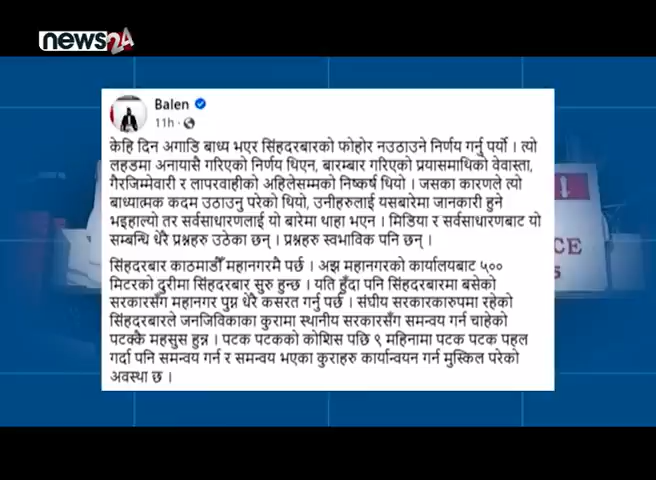 news24
Balen
11h
केहि दिन अगाडि बाध्य भएर सिंहदरबारको फोहोर नउठाउने निर्णय गर्नु पर्यो । त्यो
लहडमा अनायासै गरिएको निर्णय थिएन, बारम्बार गरिएको प्रयासमाथिको वेवास्ता,
गैरजिम्मेवारी र लापरवाहीको अहिलेसम्मको निष्कर्ष थियो । जसका कारणले त्यो
बाध्यात्मक कदम उठाउनु परेको थियो, उनीहरुलाई यसबारेमा जानकारी हुने
भइहाल्यो तर सर्वसाधारणलाई यो बारेमा थाहा भएन । मिडिया र सर्वसाधारणबाट यो
सम्बन्धि धेरै प्रश्नहरु उठेका छन् । प्रश्नहरु स्वभाविक पनि छन् ।
सिंहदरबार काठमाडौँ महानगरमै पर्छ । अझ महानगरको कार्यालयबाट ५००
मिटरको दुरीमा सिंहदरबार सुरु हुन्छ । यति हुँदा पनि सिंहदरबारमा बसेको
सरकारसँग महानगर पुग्न धेरै कसरत गर्नु पर्छ । संघीय सरकारकारुपमा रहेको
सिंहदरबारले जनजिविकाका कुरामा स्थानीय सरकारसँग समन्वय गर्न चाहेको
पटक्कै महसुस हुन्न । पटक पटकको कोशिस पछि ९ महिनामा पटक पटक पहल
गर्दा पनि समन्वय गर्न र समन्वय भएका कुराहरु कार्यान्वयन गर्न मुस्किल परेको
अवस्था छ ।